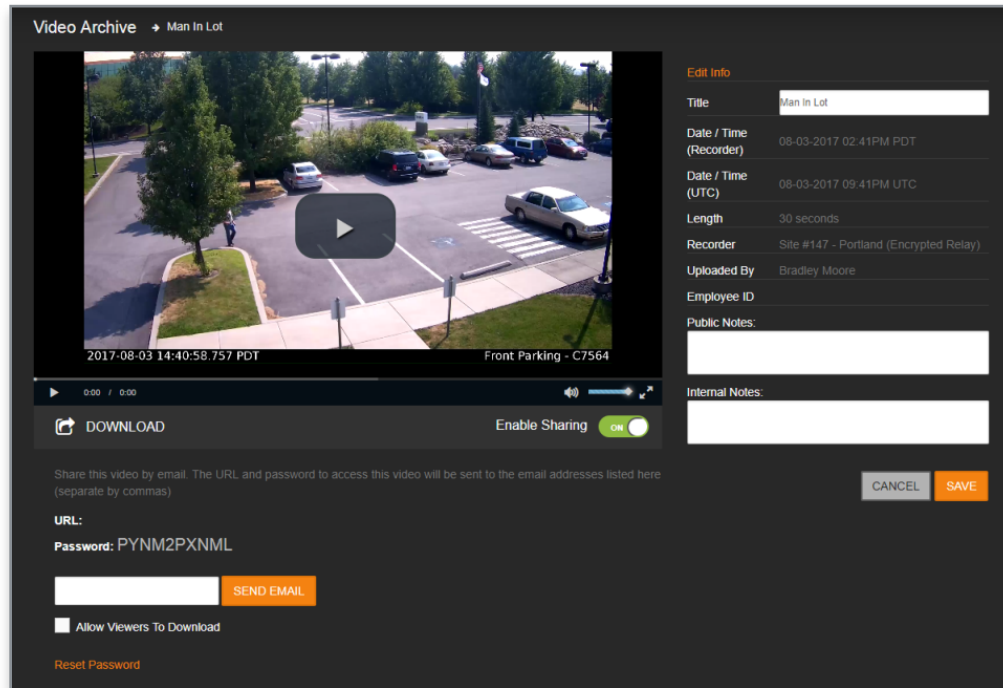 Video Archive → Man In Lot
2017-08-03 14:40:58.757 PDT
Front Parking - C7564
0:00 / 0:00
DOWNLOAD
Enable Sharing
ON
Share this video by email. The URL and password to access this video will be sent to the email addresses listed here
(separate by commas)
URL:
Password: PYNM2PXNML
SEND EMAIL
Allow Viewers To Download
Reset Password
Edit Info
Title
Man In Lot
Date / Time
(Recorder)
08-03-2017 02:41PM PDT
Date / Time
(UTC)
08-03-2017 09:41PM UTC
Length
30 seconds
Recorder
Site #147 - Portland (Encrypted Relay)
Uploaded By
Bradley Moore
Employee ID
Public Notes:
Internal Notes:
CANCEL
SAVE